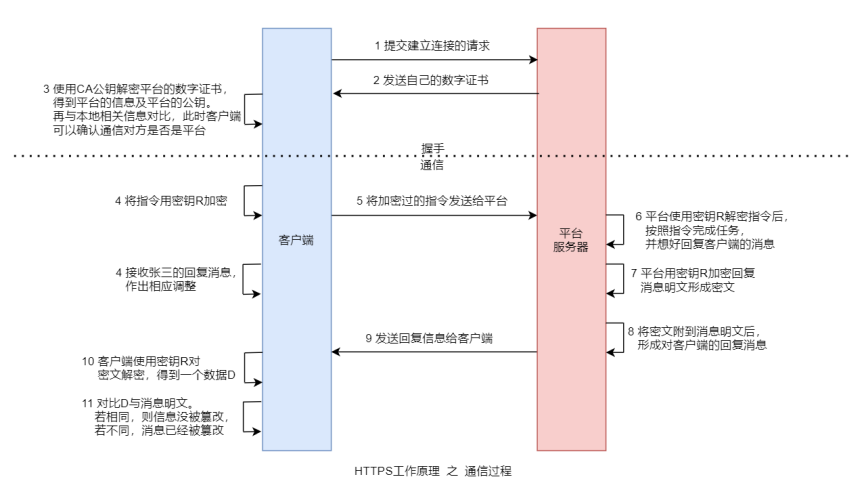 1 提交建立连接的请求
2 发送自己的数字证书
3 使用CA公钥解密平台的数字证书，
得到平台的信息及平台的公钥。
再与本地相关信息对比，此时客户端
可以确认通信对方是否是平台
握手
通信
4 将指令用密钥R加密
5 将加密过的指令发送给平台
6 平台使用密钥R解密指令后，
按照指令完成任务，
并想好回复客户端的消息
客户端
平台
服务器
4 接收张三的回复消息，
作出相应调整
7 平台用密钥R加密回复
消息明文形成密文
8 将密文附到消息明文后，
形成对客户端的回复消息
9 发送回复信息给客户端
10 客户端使用密钥R对
密文解密，得到一个数据D
11 对比D与消息明文。
若相同，则信息没被篡改，
若不同，消息已经被篡改
HTTPS工作原理 之 通信过程